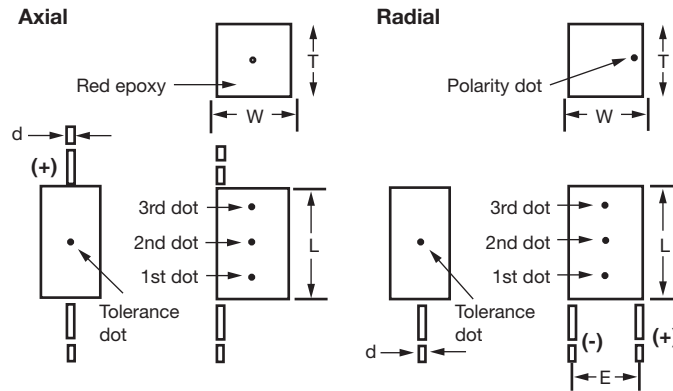 Axial
T
Red epoxy
W
d
(+)
3rd dot
2nd dot
1st dot
L
Tolerance
dot
Radial
T
Polarity dot
W
3rd dot
2nd dot
1st dot
L
Tolerance
dot
d
(-)
(+)
E